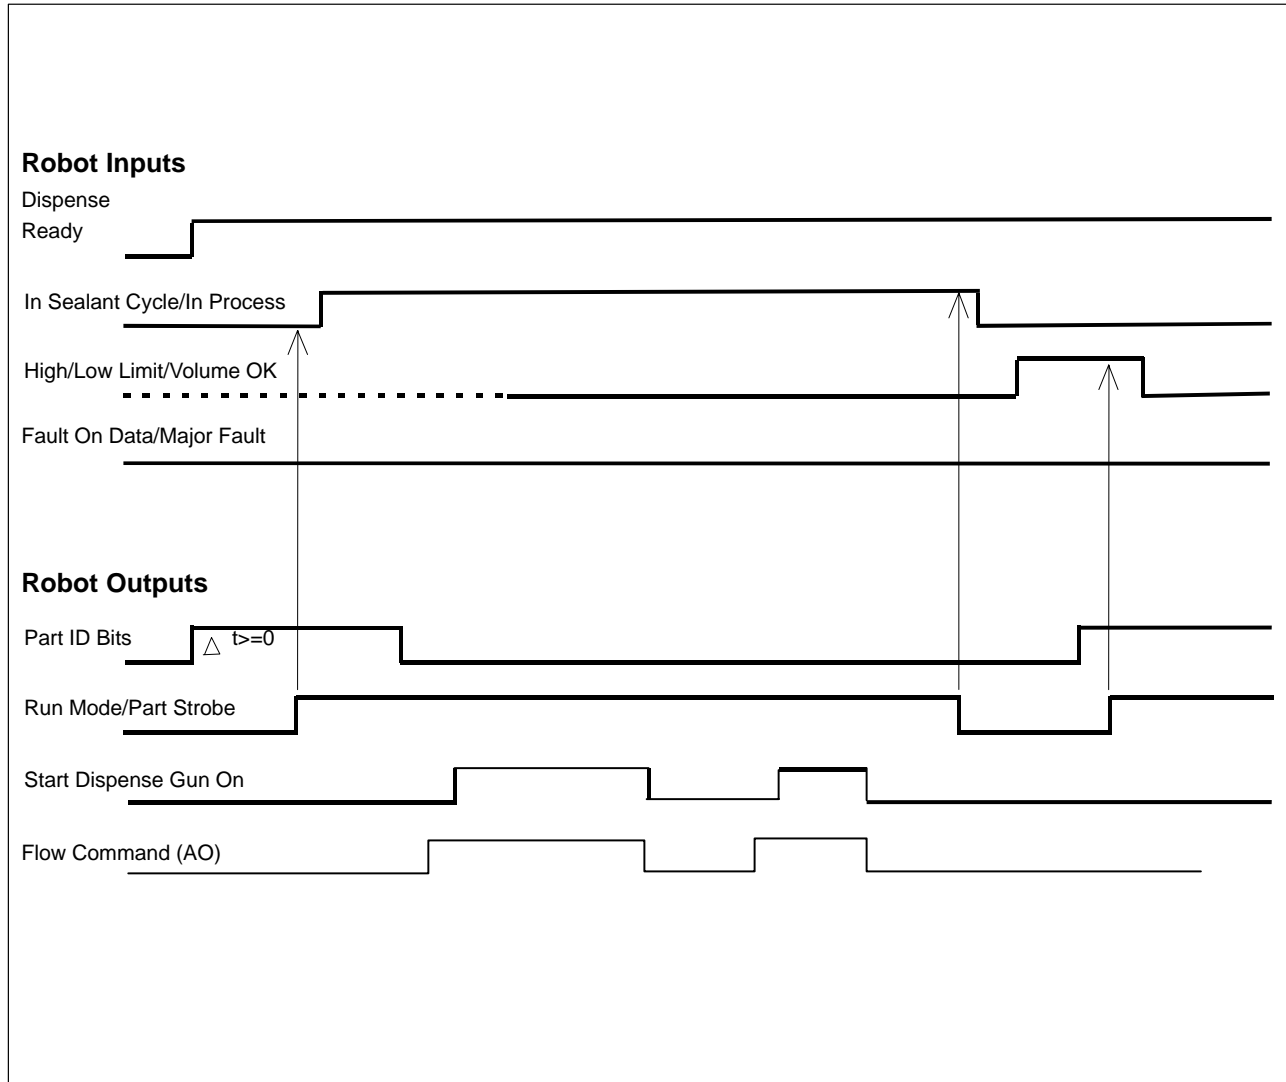 Robot Inputs
Dispense
Ready
In Sealant Cycle/In Process
High/Low Limit/Volume OK
Fault On Data/Major Fault
Robot Outputs
Part ID Bits
△ t>=0
Run Mode/Part Strobe
Start Dispense Gun On
Flow Command (AO)